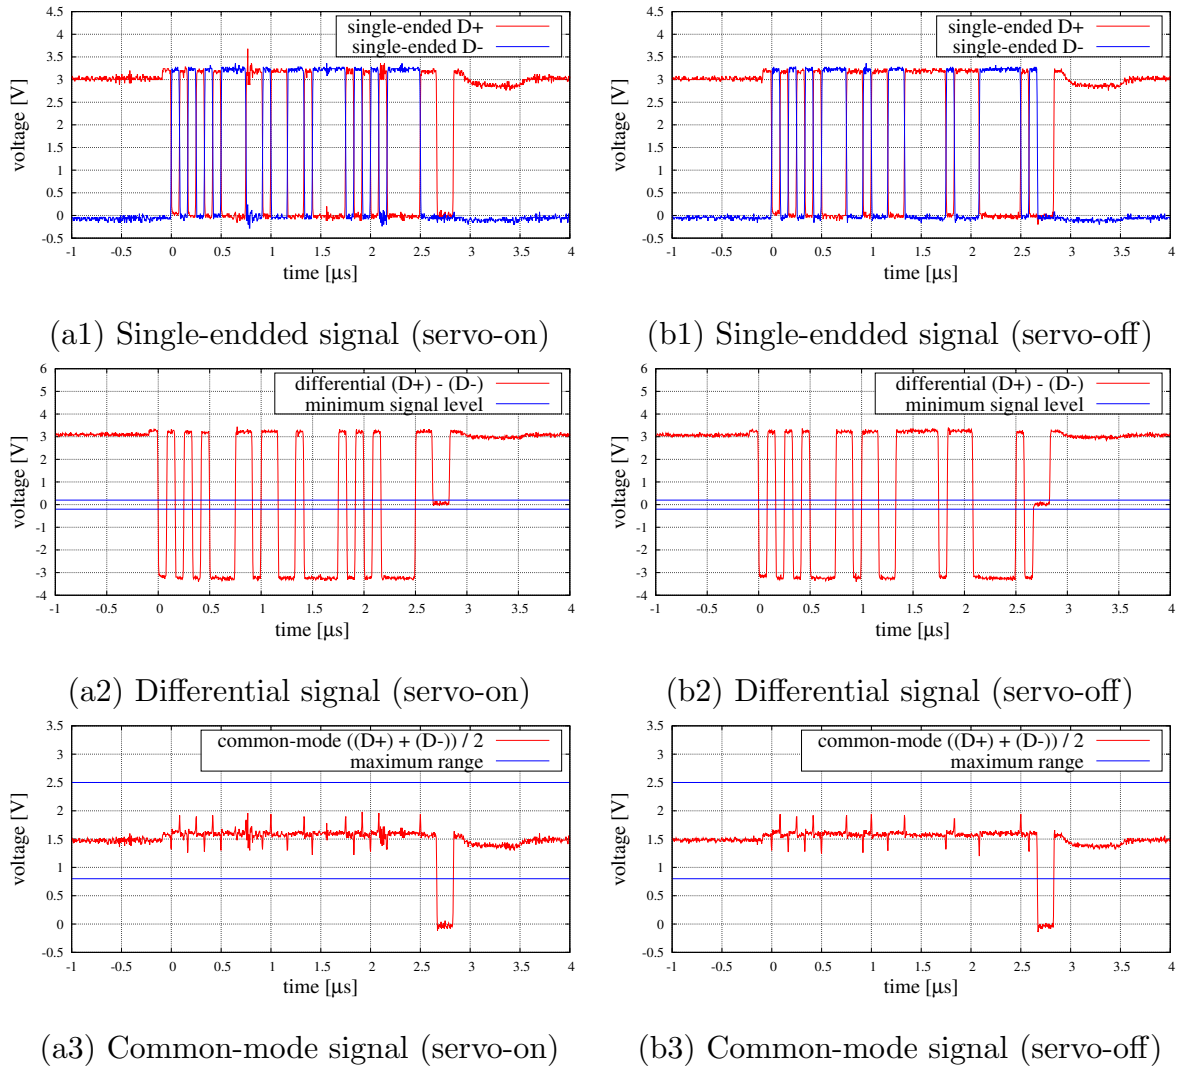 single-ended D+
single-ended D-
voltage [V]
4.5
4
3.5
3
2.5
2
1.5
1
0.5
0
-0.5
-1 -0.5 0 0.5 1 1.5 2 2.5 3 3.5 4
time [μs]
(a1) Single-endded signal (servo-on)
single-ended D+
single-ended D-
voltage [V]
4.5
4
3.5
3
2.5
2
1.5
1
0.5
0
-0.5
-1 -0.5 0 0.5 1 1.5 2 2.5 3 3.5 4
time [μs]
(b1) Single-endded signal (servo-off)
differential (D+) - (D-)
minimum signal level
voltage [V]
6
5
4
3
2
1
0
-1
-2
-3
-4
-1 -0.5 0 0.5 1 1.5 2 2.5 3 3.5 4
time [μs]
(a2) Differential signal (servo-on)
differential (D+) - (D-)
minimum signal level
voltage [V]
6
5
4
3
2
1
0
-1
-2
-3
-4
-1 -0.5 0 0.5 1 1.5 2 2.5 3 3.5 4
time [μs]
(b2) Differential signal (servo-off)
common-mode ((D+) + (D-)) / 2
maximum range
voltage [V]
3.5
3
2.5
2
1.5
1
0.5
0
-0.5
-1 -0.5 0 0.5 1 1.5 2 2.5 3 3.5 4
time [μs]
(a3) Common-mode signal (servo-on)
common-mode ((D+) + (D-)) / 2
maximum range
voltage [V]
3.5
3
2.5
2
1.5
1
0.5
0
-0.5
-1 -0.5 0 0.5 1 1.5 2 2.5 3 3.5 4
time [μs]
(b3) Common-mode signal (servo-off)